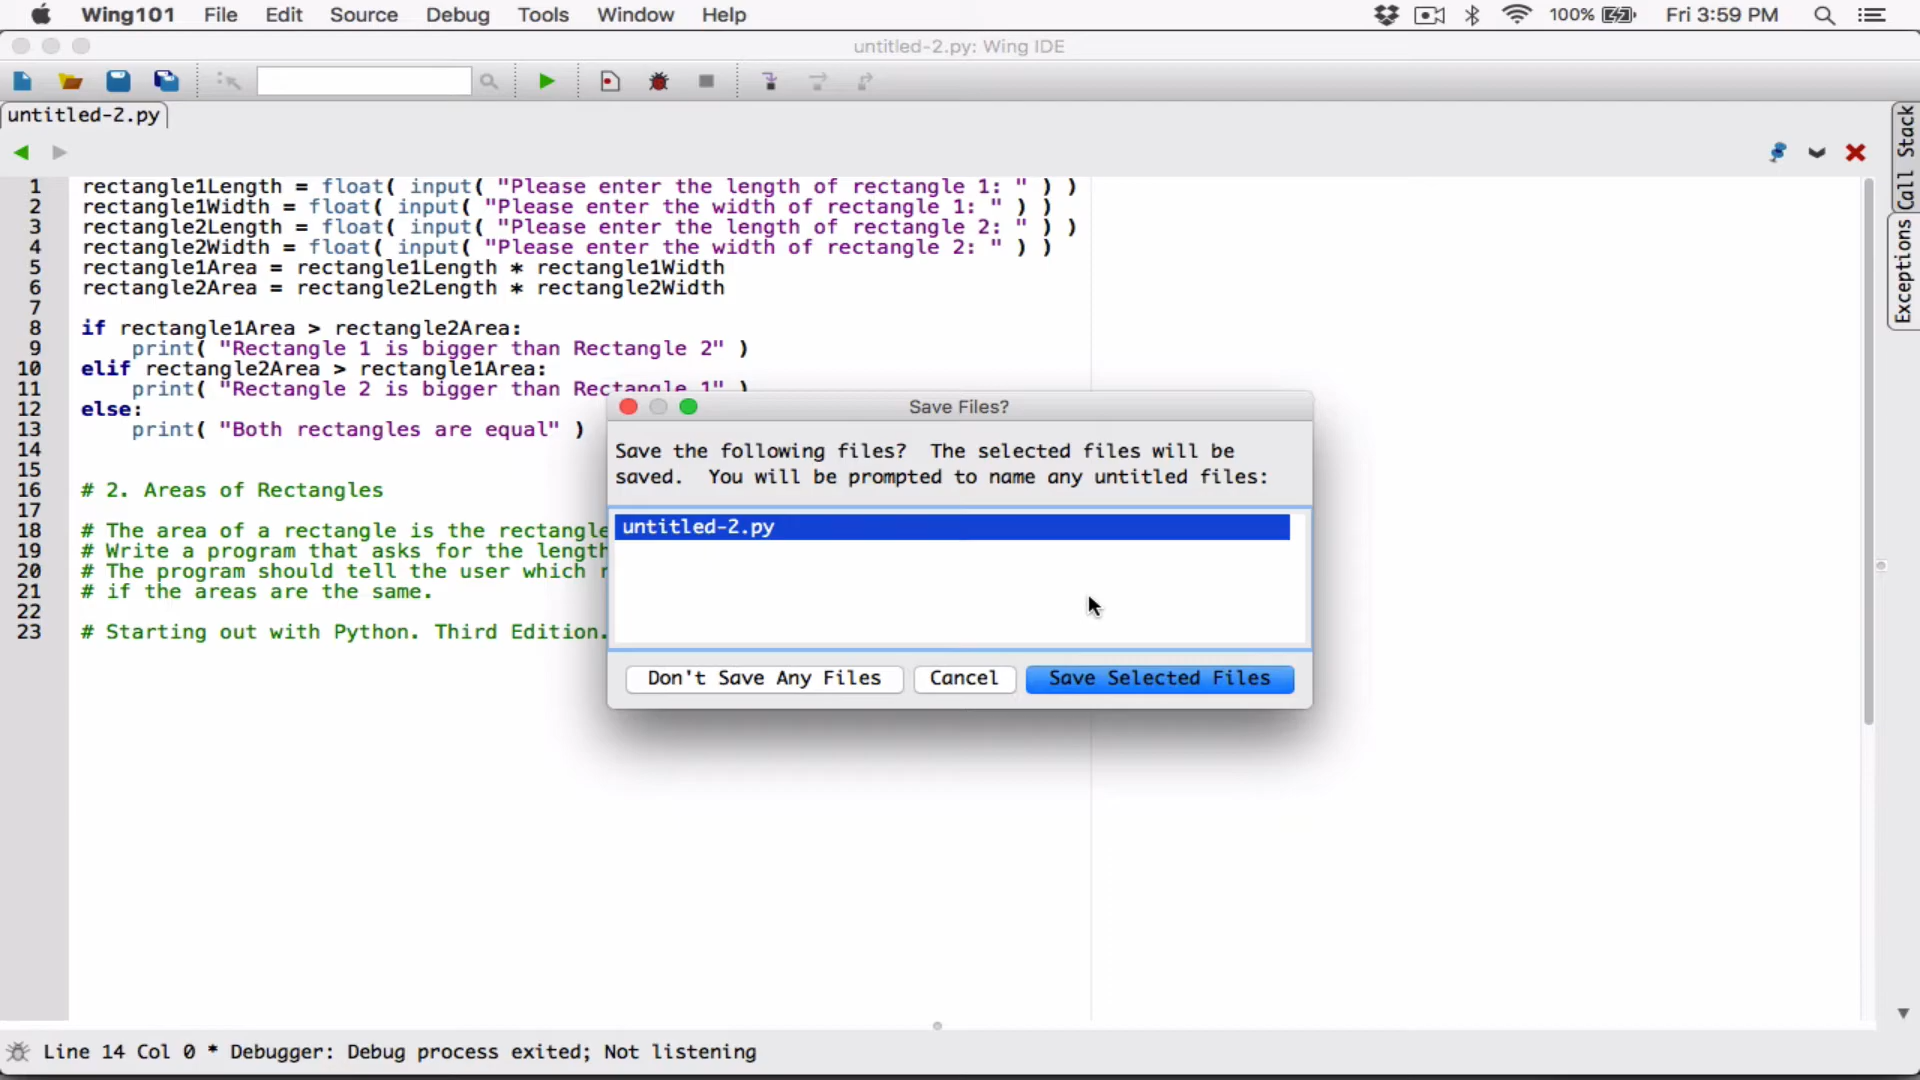 Wing101 File Edit Source Debug Tools Window Help 100% Fri 3:59 PM
untitled-2.py: Wing IDE
untitled-2.py
Call Stack
Exceptions
1 rectangle1Length = float( input( "Please enter the length of rectangle 1: " ) )
2 rectangle1Width = float( input( "Please enter the width of rectangle 1: " ) )
3 rectangle2Length = float( input( "Please enter the length of rectangle 2: " ) )
4 rectangle2Width = float( input( "Please enter the width of rectangle 2: " ) )
5 rectangle1Area = rectangle1Length * rectangle1Width
6 rectangle2Area = rectangle2Length * rectangle2Width
7
8 if rectangle1Area > rectangle2Area:
9 print( "Rectangle 1 is bigger than Rectangle 2" )
10 elif rectangle2Area > rectangle1Area:
11 print( "Rectangle 2 is bigger than Rectangle 1" )
12 else:
13 print( "Both rectangles are equal" )
14
15
16 # 2. Areas of Rectangles
17
18 # The area of a rectangle is the rectangle
19 # Write a program that asks for the length
20 # The program should tell the user which
21 # if the areas are the same.
22
23 # Starting out with Python. Third Edition.
Save Files?
Save the following files? The selected files will be
saved. You will be prompted to name any untitled files:
untitled-2.py
Don't Save Any Files Cancel Save Selected Files
Line 14 Col 0 * Debugger: Debug process exited; Not listening